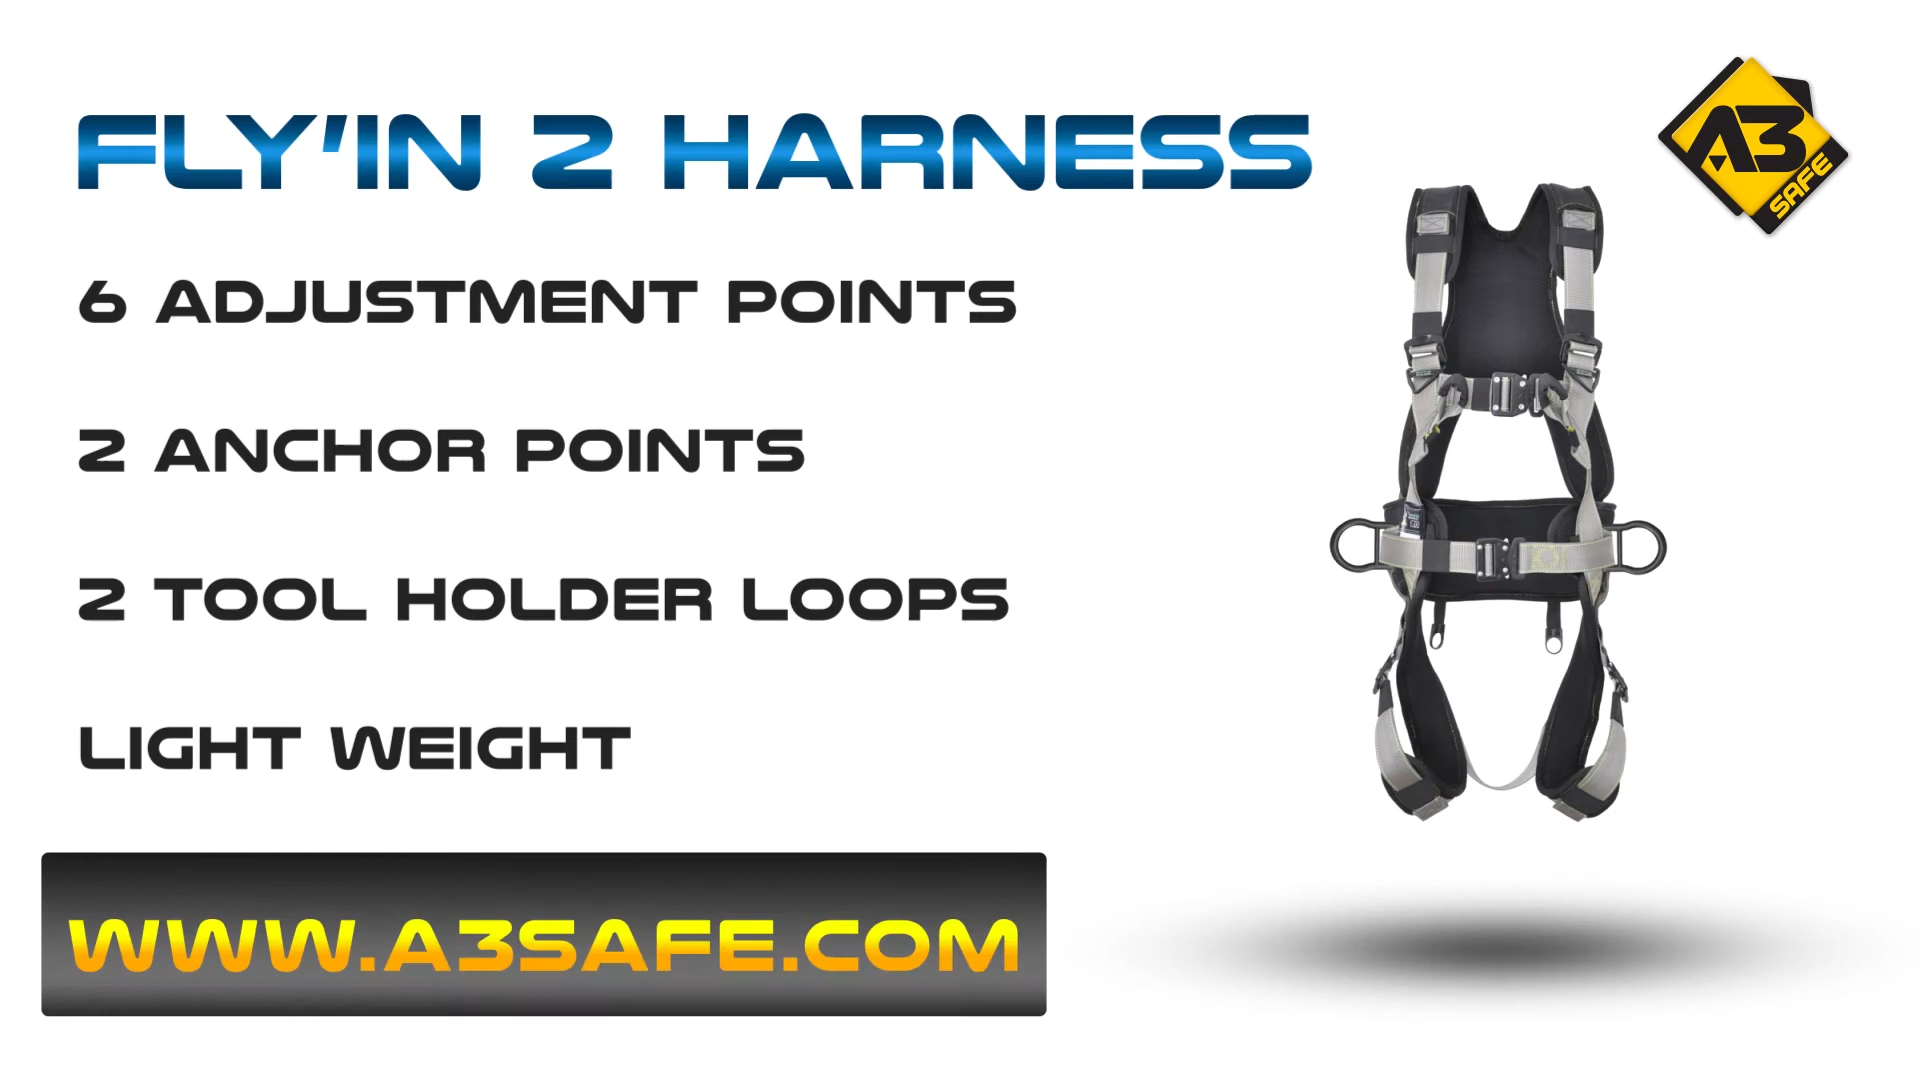 FLY'IN 2 HARNESS
A3
SAFE
6 ADJUSTMENT POINTS
2 ANCHOR POINTS
2 TOOL HOLDER LOOPS
LIGHT WEIGHT
WWW.A3SAFE.COM